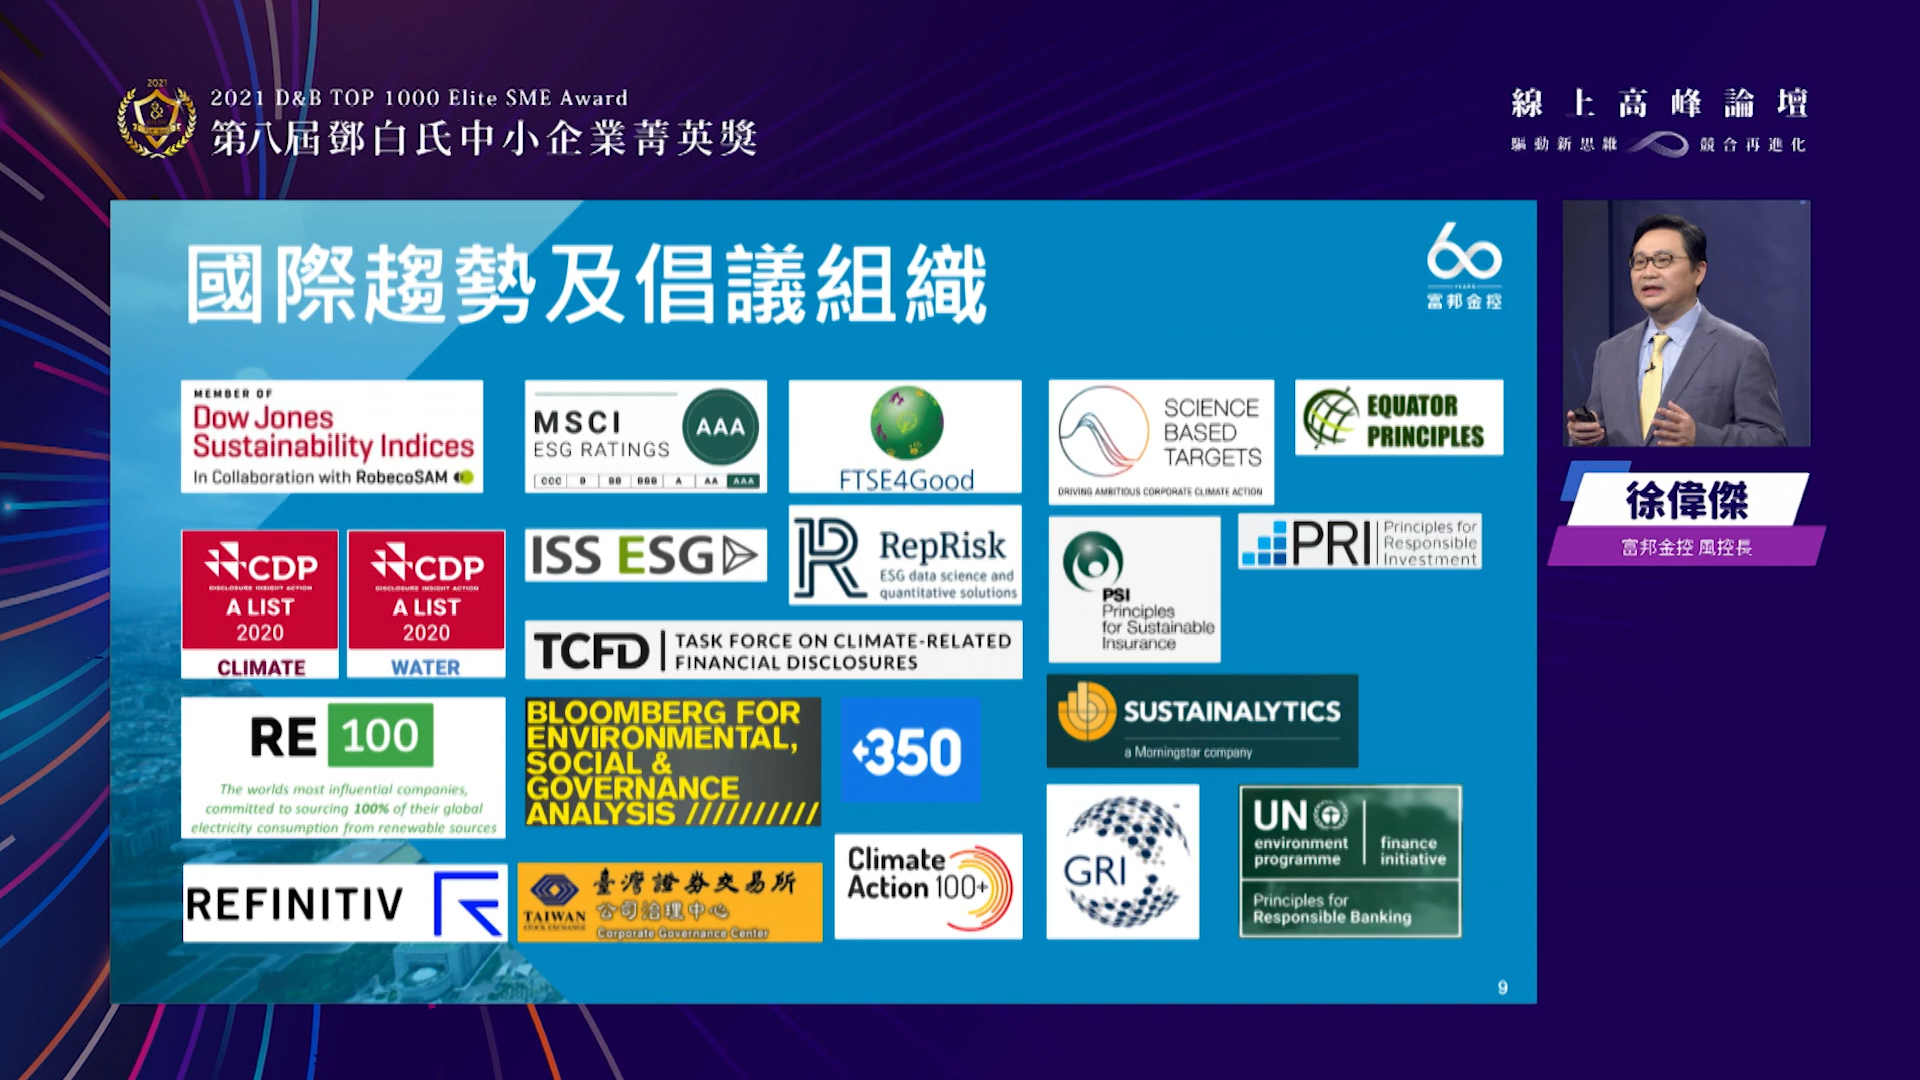 2021
2021 D&B TOP 1000 Elite SME Award
第八屆鄧白氏中小企業菁英獎
線上高峰論壇
驅動新思維 競合再進化
國際趨勢及倡議組織
60
YEARS
富邦金控
MEMBER OF
Dow Jones
Sustainability Indices
In Collaboration with RobecoSAM
MSCI
ESG RATINGS
AAA
CCC B BB BBB A AA AAA
FTSE4Good
SCIENCE
BASED
TARGETS
DRIVING AMBITIOUS CORPORATE CLIMATE ACTION
EQUATOR
PRINCIPLES
CDP
DISCLOSURE INSIGHT ACTION
A LIST
2020
CLIMATE
CDP
DISCLOSURE INSIGHT ACTION
A LIST
2020
WATER
ISS ESG
RepRisk
ESG data science and
quantitative solutions
PSI
Principles
for Sustainable
Insurance
PRI
Principles for
Responsible
Investment
TCFD
TASK FORCE ON CLIMATE-RELATED
FINANCIAL DISCLOSURES
RE 100
The worlds most influential companies,
committed to sourcing 100% of their global
electricity consumption from renewable sources
BLOOMBERG FOR
ENVIRONMENTAL,
SOCIAL &
GOVERNANCE
ANALYSIS //////////
350
SUSTAINALYTICS
a Morningstar company
REFINITIV
TAIWAN
STOCK EXCHANGE
臺灣證券交易所
公司治理中心
Corporate Governance Center
Climate
Action 100+
GRI
UN
environment
programme
finance
initiative
Principles for
Responsible Banking
9
徐偉傑
富邦金控 風控長